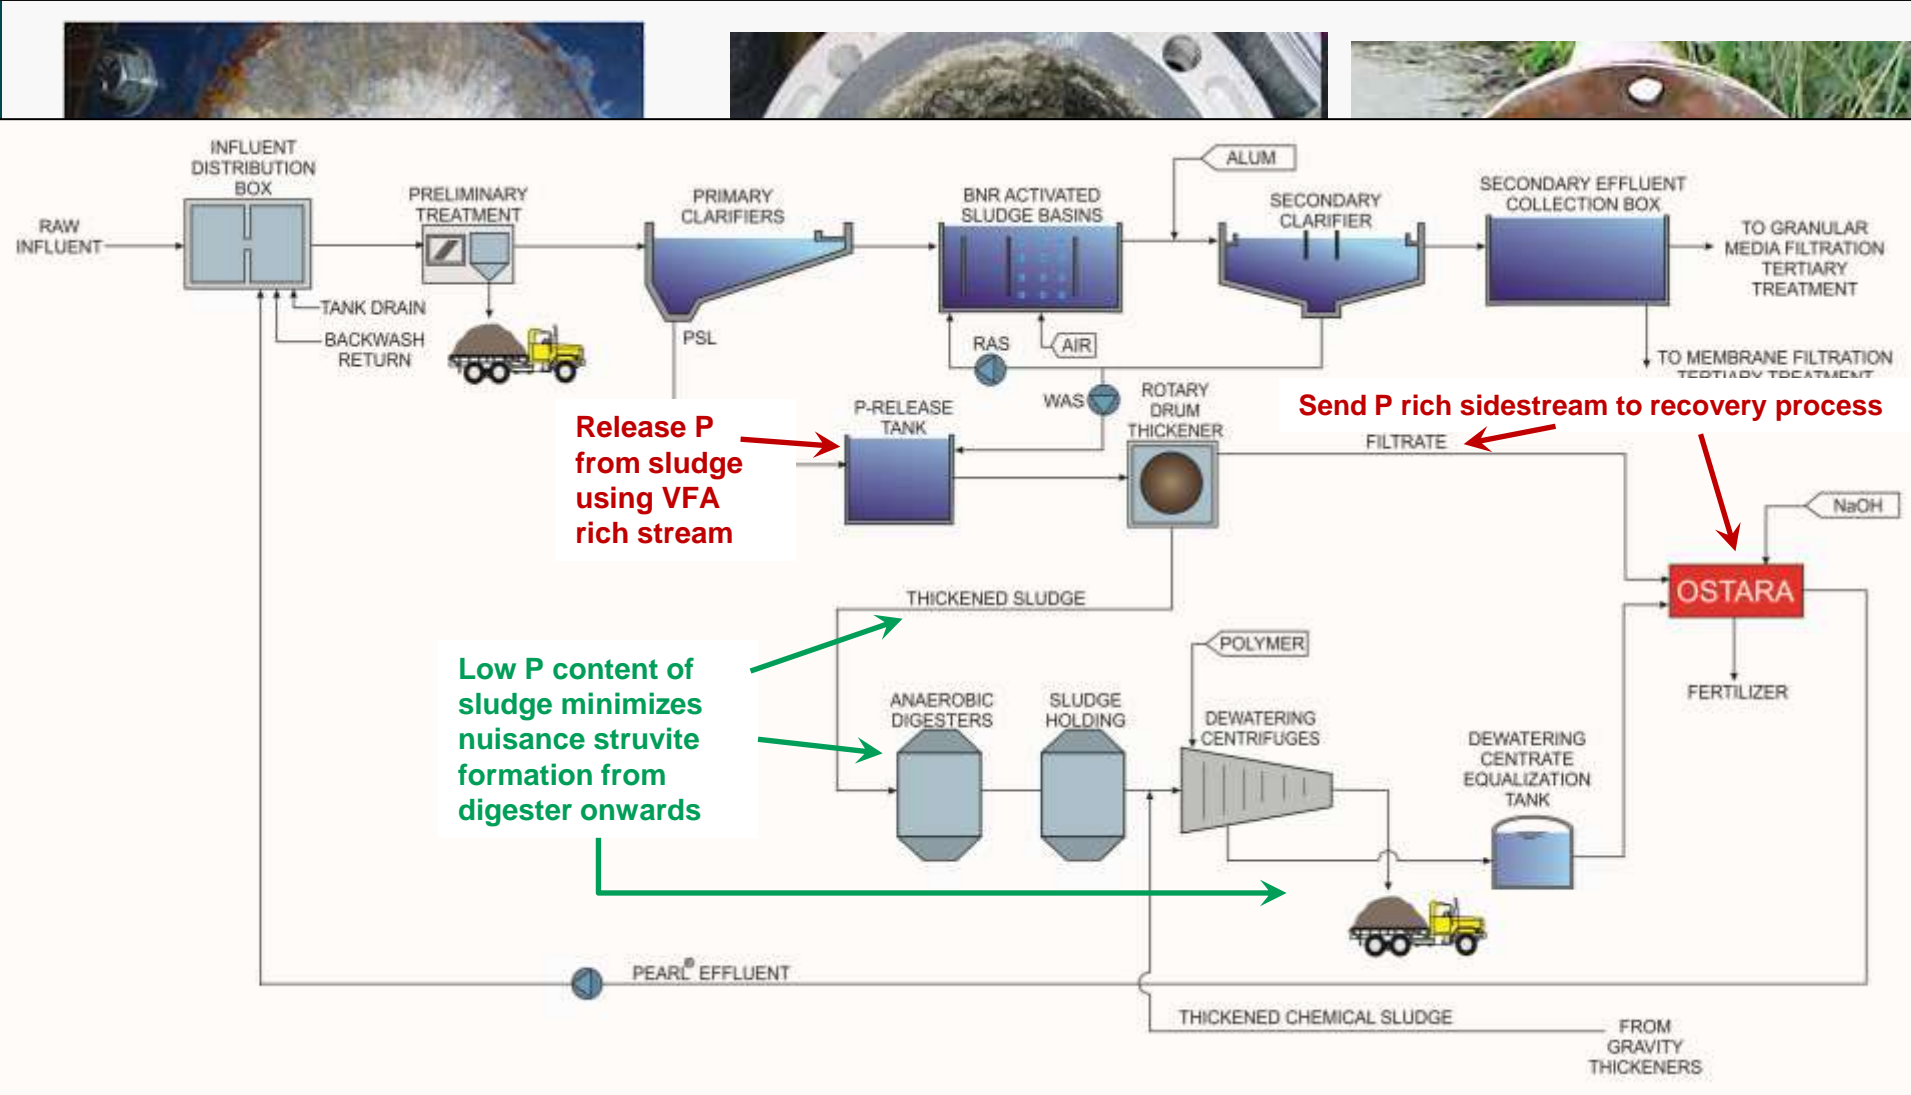 INFLUENT
DISTRIBUTION
BOX
RAW
INFLUENT
PRELIMINARY
TREATMENT
TANK DRAIN
BACKWASH
RETURN
PRIMARY
CLARIFIERS
PSL
BNR ACTIVATED
SLUDGE BASINS
ALUM
SECONDARY
CLARIFIER
SECONDARY EFFLUENT
COLLECTION BOX
TO GRANULAR
MEDIA FILTRATION
TERTIARY
TREATMENT
TO MEMBRANE FILTRATION
TERTIARY TREATMENT
RAS
AIR
WAS
P-RELEASE
TANK
ROTARY
DRUM
THICKENER
Release P
from sludge
using VFA
rich stream
Send P rich sidestream to recovery process
FILTRATE
NaOH
OSTARA
FERTILIZER
THICKENED SLUDGE
Low P content of
sludge minimizes
nuisance struvite
formation from
digester onwards
ANAEROBIC
DIGESTERS
SLUDGE
HOLDING
POLYMER
DEWATERING
CENTRIFUGES
DEWATERING
CENTRATE
EQUALIZATION
TANK
PEARL® EFFLUENT
THICKENED CHEMICAL SLUDGE
FROM
GRAVITY
THICKENERS